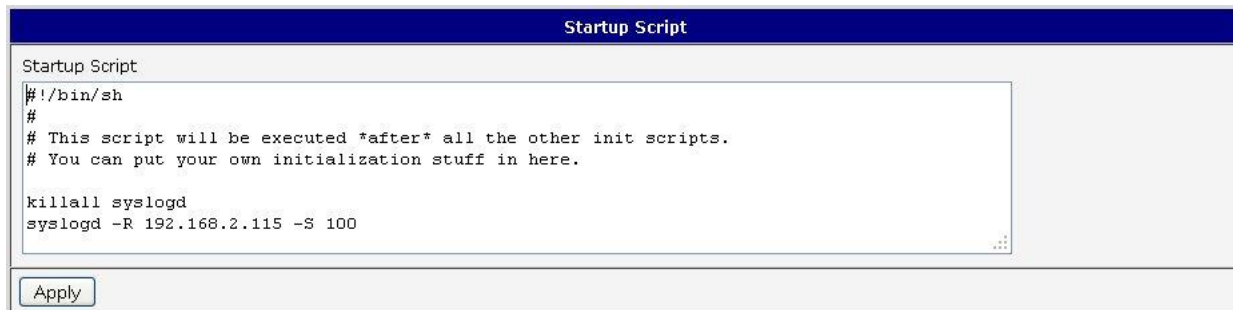 Startup Script
Startup Script
#!/bin/sh
#
# This script will be executed *after* all the other init scripts.
# You can put your own initialization stuff in here.

killall syslogd
syslogd -R 192.168.2.115 -S 100
Apply